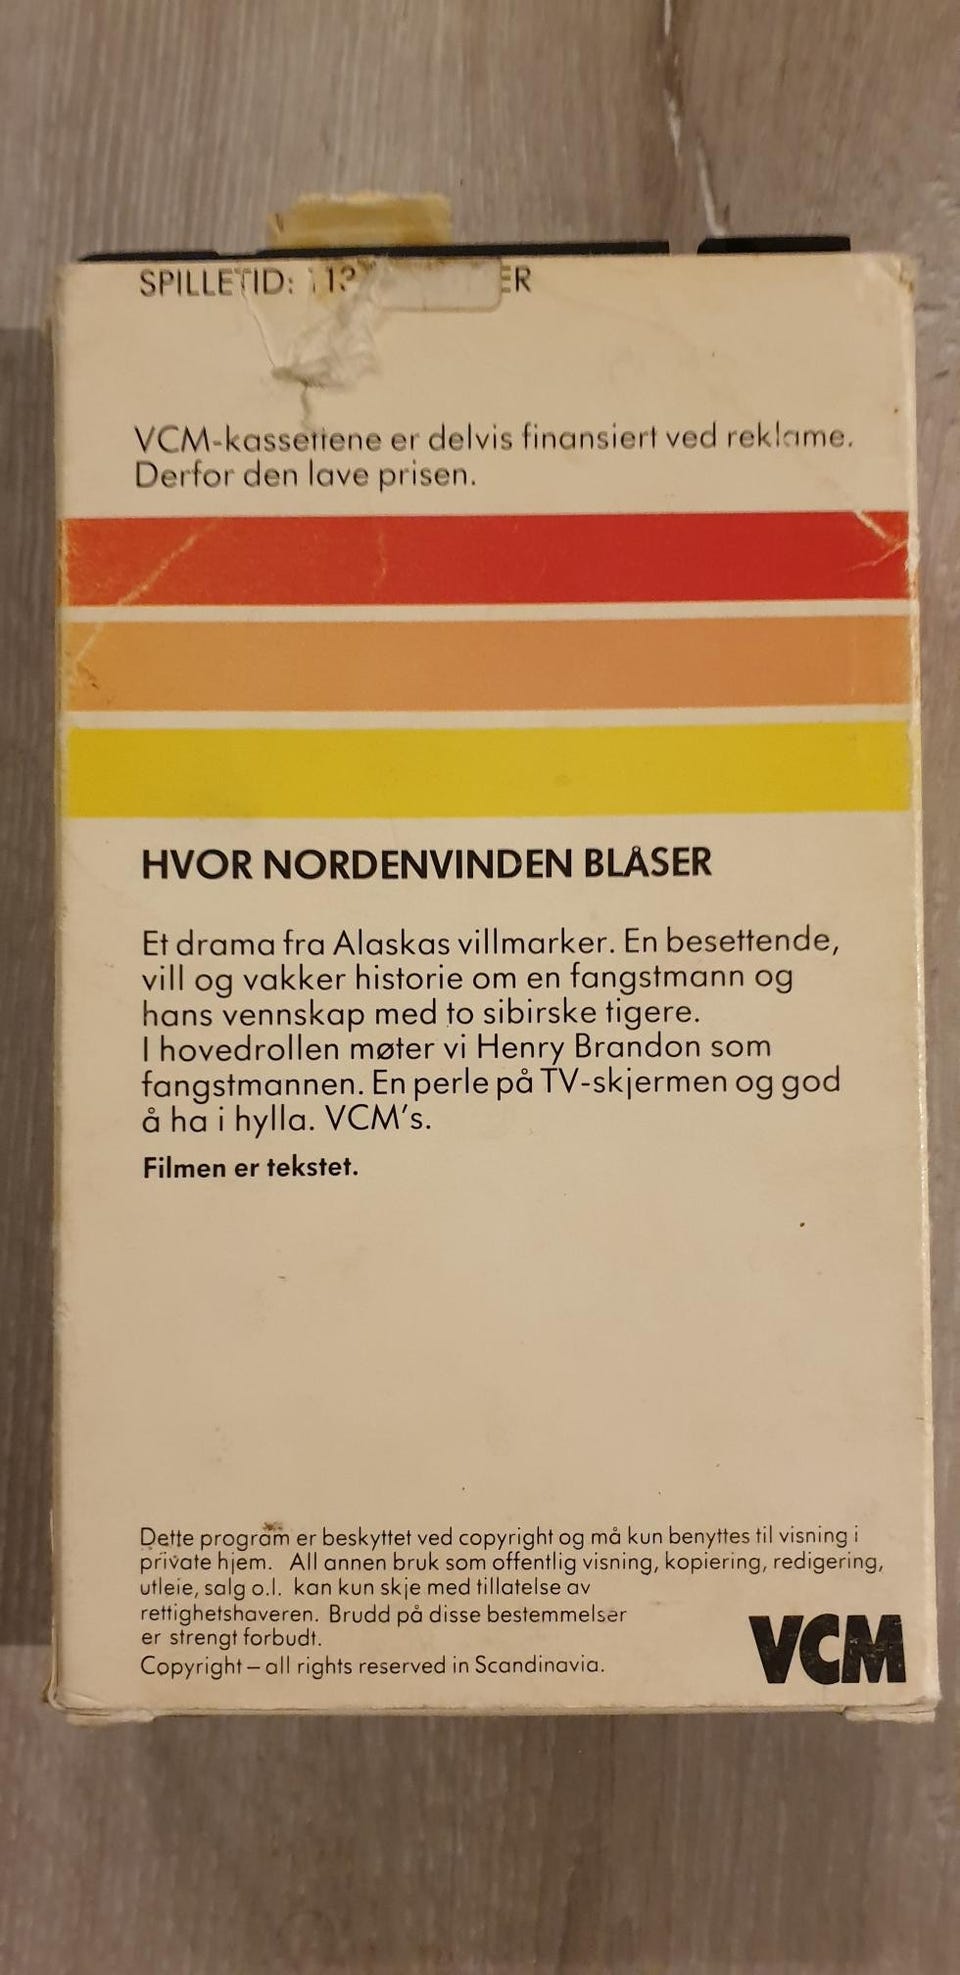 SPILLETID:
VCM-kassettene er delvis finansiert ved reklame.
Derfor den lave prisen.
HVOR NORDENVINDEN BLÅSER
Et drama fra Alaskas villmarker. En besettende,
vill og vakker historie om en fangstmann og
hans vennskap med to sibirske tigere.
I hovedrollen møter vi Henry Brandon som
fangstmannen. En perle på TV-skjermen og god
å ha i hylla. VCM's.
Filmen er tekstet.
Dette program er beskyttet ved copyright og må kun benyttes til visning i
private hjem. All annen bruk som offentlig visning, kopiering, redigering,
utleie, salg o.l. kan kun skje med tillatelse av
rettighetshaveren. Brudd på disse bestemmelser
er strengt forbudt.
Copyright – all rights reserved in Scandinavia.
VCM